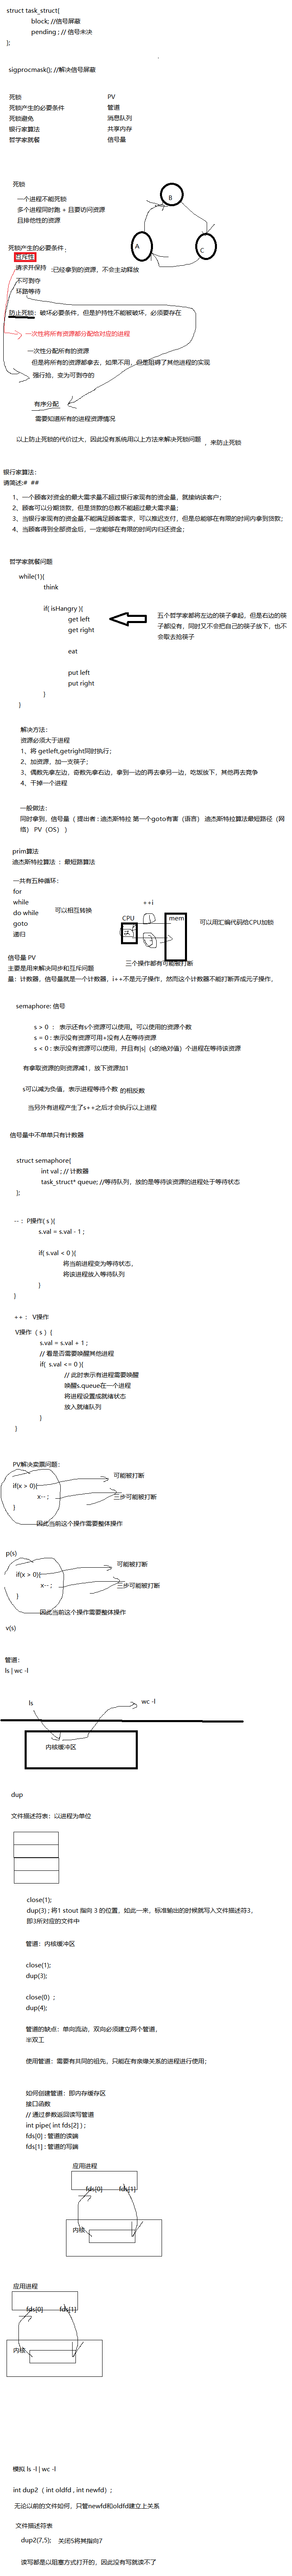 struct task_struct{
block; //信号屏蔽
pending ; // 信号未决
};
sigprocmask(); //解决信号屏蔽
死锁
死锁产生的必要条件
死锁避免
银行家算法
哲学家就餐
PV
管道
消息队列
共享内存
信号量
死锁
一个进程不能死锁
多个进程同时跑 + 且要访问资源
且排他性的资源
A
B
C
死锁产生的必要条件：
互斥性
请求并保持 :已经拿到的资源，不会主动释放
不可剥夺
环路等待
防止死锁：破坏必要条件，但是护持性不能被破坏，必须要存在
一次性将所有资源都分配给对应的进程
一次性分配所有的资源
但是将所有的资源都拿去，如果不用，但是阻碍了其他进程的实现
强行抢，变为可剥夺的
有序分配
需要知道所有的进程资源情况
以上防止死锁的代价过大，因此没有系统用以上方法来解决死锁问题 ，来防止死锁
银行家算法:
请简述:# ##
1、一个顾客对资金的最大需求量不超过银行家现有的资金量，就接纳该客户；
2、顾客可以分期贷款，但是贷款的总数不能超过最大需求量；
3、当银行家现有的资金量不能满足顾客需求，可以推迟支付，但是总能够在有限的时间内拿到贷款；
4、当顾客得到全部资金后，一定能够在有限的时间内归还资金；
哲学家就餐问题
while(1){
think
if( isHangry ){
get left
get right
eat
put left
put right
}
}
五个哲学家都将左边的筷子拿起，但是右边的筷
子都没有，同时又不会把自己的筷子放下，也不
会取去抢筷子
解决方法：
资源必须大于进程
1、将 getleft,getright同时执行；
2、加资源，加一支筷子；
3、偶数先拿左边，奇数先拿右边，拿到一边的再去拿另一边，吃饭放下，其他再去竞争
4、干掉一个进程
一般做法：
同时拿到，信号量（ 提出者 : 迪杰斯特拉 第一个goto有害（语言） 迪杰斯特拉算法最短路径（网
络） PV（OS） ）
prim算法
迪杰斯特拉算法 ： 最短路算法
一共有五种循环：
for
while
do while
goto
递归
可以相互转换
++i
CPU
mem
可以用汇编代码给CPU加锁
三个操作都有可能被打断
信号量 PV
主要是用来解决同步和互斥问题
量：计数器，信号量就是一个计数器，i++不是元子操作，然而这个计数器不能打断弄成元子操作，
semaphore: 信号
s > 0 ： 表示还有s个资源可以使用。可以使用的资源个数
s = 0 : 表示没有资源可用+没有人在等待资源
s < 0 : 表示没有资源可以使用，并且有|s|（s的绝对值）个进程在等待该资源
有拿取资源的则资源减1，放下资源加1
s可以减为负值，表示进程等待个数 的相反数
当另外有进程产生了s++之后才会执行以上进程
信号量中不单单只有计数器
struct semaphore{
int val ; // 计数器
task_struct* queue; //等待队列，放的是等待该资源的进程处于等待状态
};
-- : P操作( s ){
s.val = s.val - 1 ;
if( s.val < 0 ){
将当前进程变为等待状态，
将该进程放入等待队列
}
}
++ ： V操作
V操作（ s ）{
s.val = s.val + 1 ;
// 看是否需要唤醒其他进程
if( s.val <= 0 ){
// 此时表示有进程需要唤醒
唤醒s.queue在一个进程
将进程设置成就绪状态
放入就绪队列
}
}
PV解决卖票问题：
if(x > 0){
x-- ;
}
可能被打断
三步可能被打断
因此当前这个操作需要整体操作
p(s)
if(x > 0){
x-- ;
}
可能被打断
三步可能被打断
因此当前这个操作需要整体操作
v(s)
管道：
ls | wc -l
ls
wc -l
内核缓冲区
dup
文件描述符表：以进程为单位
close(1);
dup(3) ; 将1 stout 指向 3 的位置，如此一来，标准输出的时候就写入文件描述符3，
即3所对应的文件中
管道：内核缓冲区
close(1);
dup(3);
close(0) ;
dup(4);
管道的缺点：单向流动，双向必须建立两个管道，
半双工
使用管道：需要有共同的祖先，只能在有亲缘关系的进程进行使用；
如何创建管道：即内存缓存区
接口函数
// 通过参数返回读写管道
int pipe( int fds[2] ) ;
fds[0] : 管道的读端
fds[1] : 管道的写端
应用进程
fds[0] fds[1]
内核
应用进程
fds[0] fds[1]
内核
模拟 ls -l | wc -l
int dup2（ int oldfd , int newfd）;
无论以前的文件如何，只管newfd和oldfd建立上关系
文件描述符表
dup2(7,5); 关闭5将其指向7
读写都是以阻塞方式打开的，因此没有写就读不了